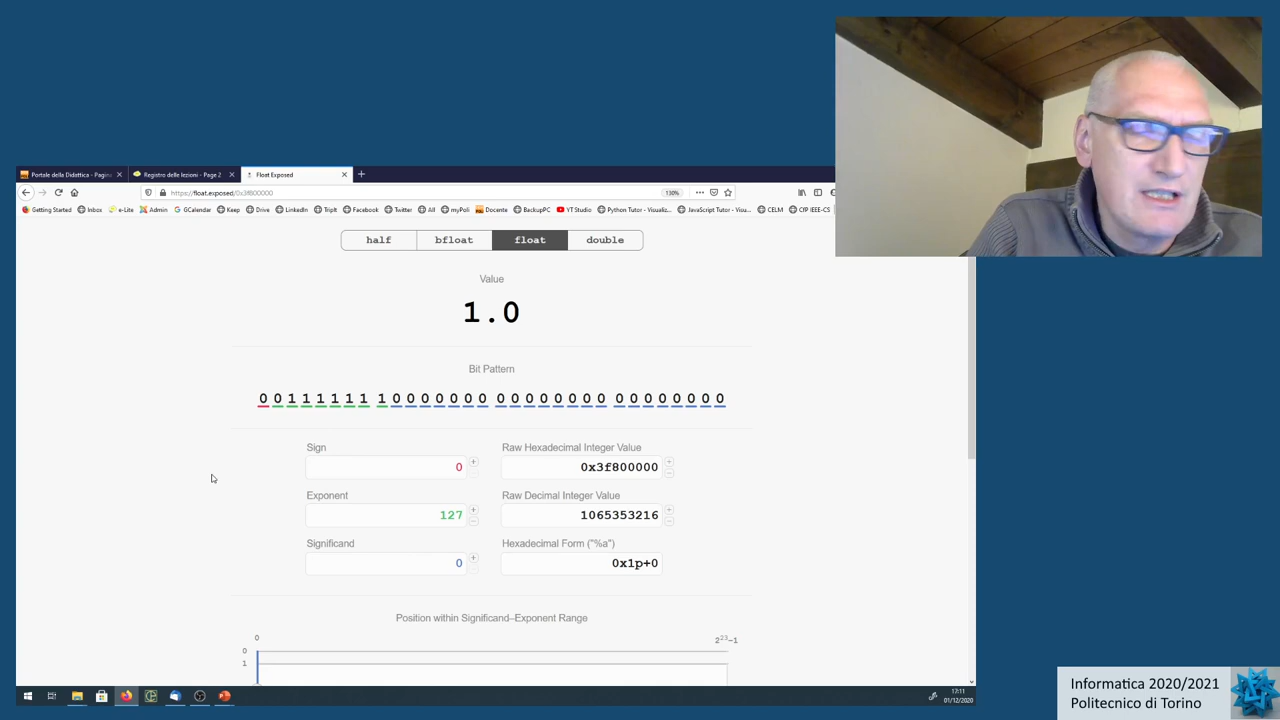 Portale della Didattica - Pagina
Registro delle lezioni - Page 2
Float Exposed
https://float.exposed/0x3f800000
130%
Getting Started
Inbox
e-Lite
Admin
GCalendar
Keep
Drive
LinkedIn
TripIt
Facebook
Twitter
All
myPoli
Docente
BackupPC
YT Studio
Python Tutor - Visualiz...
JavaScript Tutor - Visu...
CELM
CfP IEEE-CS
half
bfloat
float
double
Value
1.0
Bit Pattern
0 0 1 1 1 1 1 1 1 0 0 0 0 0 0 0 0 0 0 0 0 0 0 0 0 0 0 0 0 0 0 0
Sign
Raw Hexadecimal Integer Value
0
0x3f800000
Exponent
Raw Decimal Integer Value
127
1065353216
Significand
Hexadecimal Form ("%a")
0
0x1p+0
Position within Significand–Exponent Range
0
2²³−1
0
1
17:11
01/12/2020
Informatica 2020/2021
Politecnico di Torino